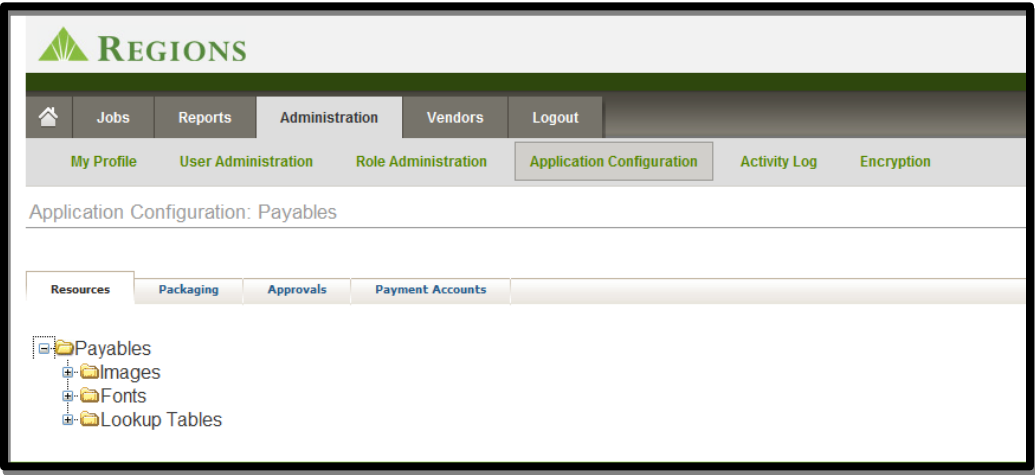 REGIONS
Jobs Reports Administration Vendors Logout
My Profile User Administration Role Administration Application Configuration Activity Log Encryption
Application Configuration: Payables
Resources Packaging Approvals Payment Accounts
Payables
Images
Fonts
Lookup Tables